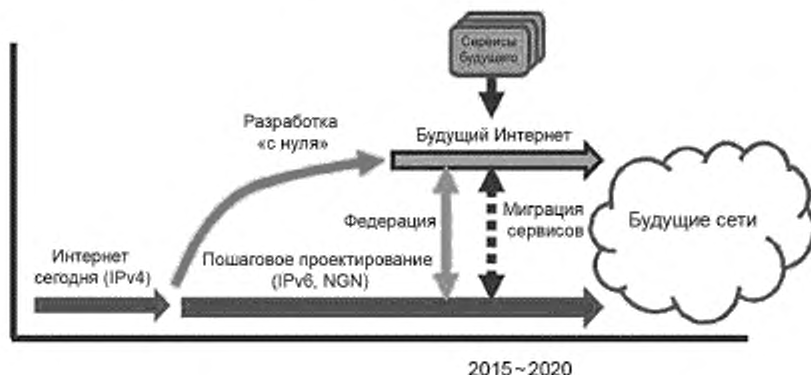 Сервисы
будущего
Разработка
«с нуля»
Будущий Интернет
Федерация
Миграция
сервисов
Будущие сети
Интернет
сегодня (IPv4)
Пошаговое проектирование
(IPv6, NGN)
2015~2020